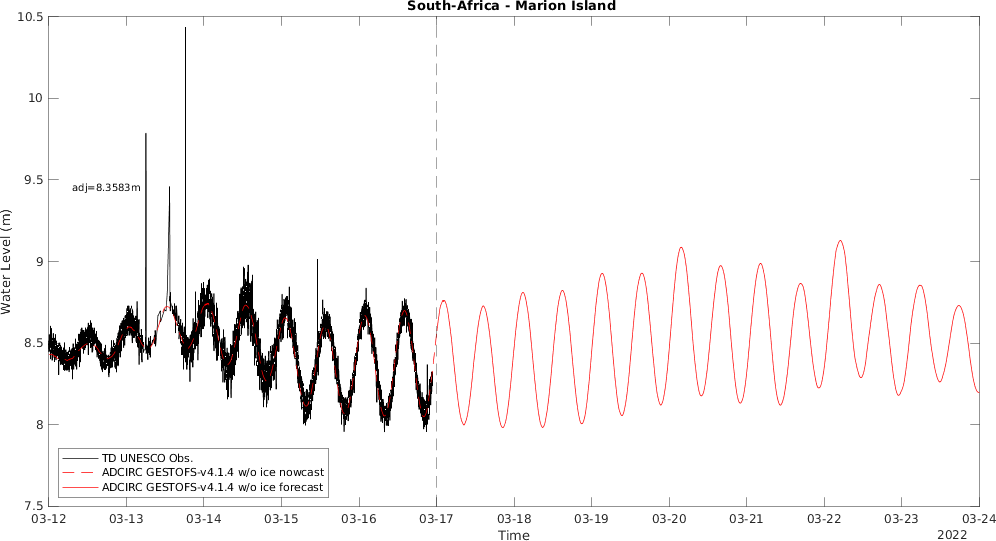 South-Africa - Marion Island
10.5
10
9.5
9
8.5
8
7.5
Water Level (m)
adj=8.3583m
TD UNESCO Obs.
ADCIRC GESTOFS-v4.1.4 w/o ice nowcast
ADCIRC GESTOFS-v4.1.4 w/o ice forecast
03-12 03-13 03-14 03-15 03-16 03-17 03-18 03-19 03-20 03-21 03-22 03-23 03-24
Time
2022